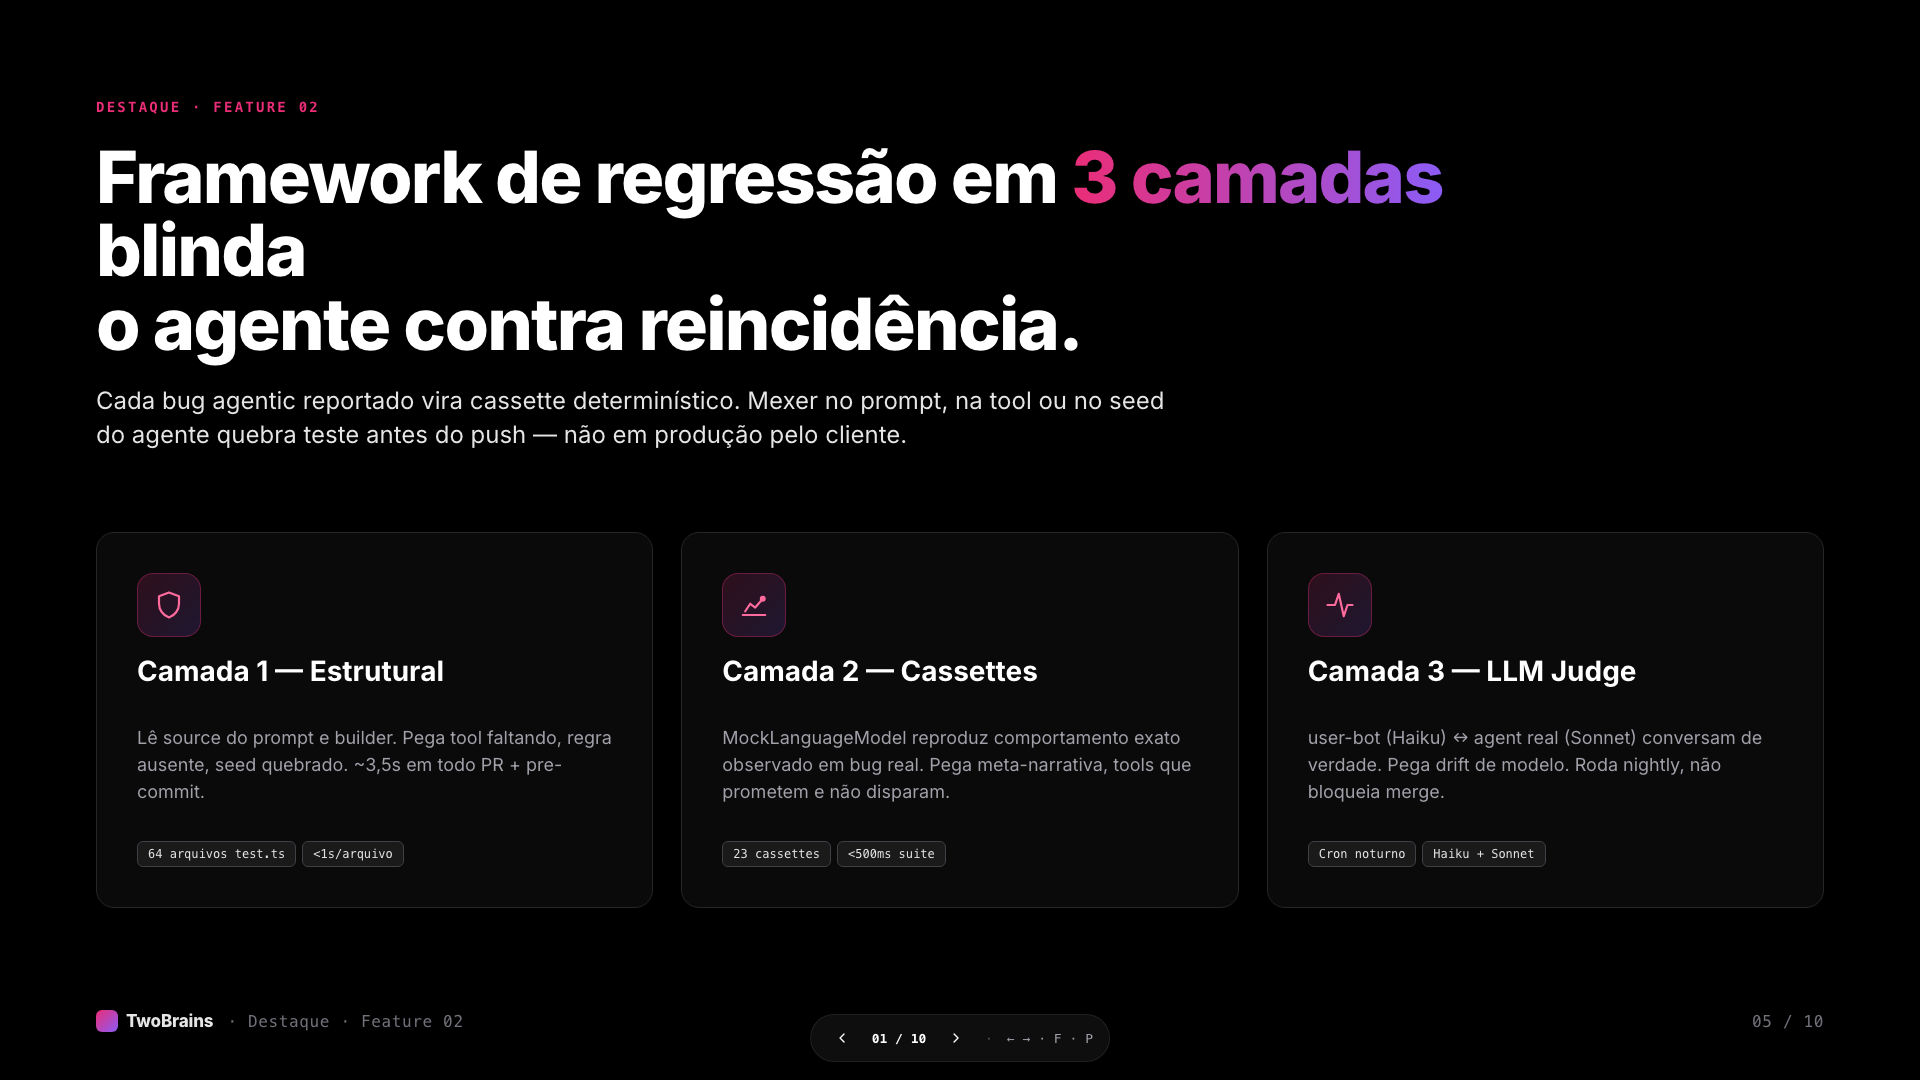 DESTAQUE · FEATURE 02
Framework de regressão em 3 camadas
blinda
o agente contra reincidência.
Cada bug agentic reportado vira cassette determinístico. Mexer no prompt, na tool ou no seed
do agente quebra teste antes do push — não em produção pelo cliente.
Camada 1 — Estrutural
Lê source do prompt e builder. Pega tool faltando, regra
ausente, seed quebrado. ~3,5s em todo PR + pre-
commit.
64 arquivos test.ts
<1s/arquivo
Camada 2 — Cassettes
MockLanguageModel reproduz comportamento exato
observado em bug real. Pega meta-narrativa, tools que
prometem e não disparam.
23 cassettes
<500ms suite
Camada 3 — LLM Judge
user-bot (Haiku) ↔ agent real (Sonnet) conversam de
verdade. Pega drift de modelo. Roda nightly, não
bloqueia merge.
Cron noturno
Haiku + Sonnet
TwoBrains · Destaque · Feature 02
01 / 10 · ← → · F · P
05 / 10